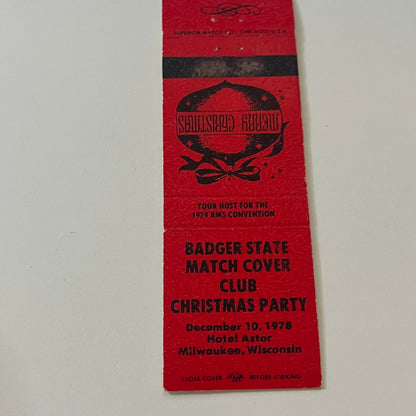 SUPERIOR MATCH CO., CHICAGO, U.S.A.
MERRY CHRISTMAS
YOUR HOST FOR THE
1979 RMS CONVENTION
BADGER STATE
MATCH COVER
CLUB
CHRISTMAS PARTY
December 10, 1978
Hotel Astor
Milwaukee, Wisconsin
CLOSE COVER BEFORE STRIKING